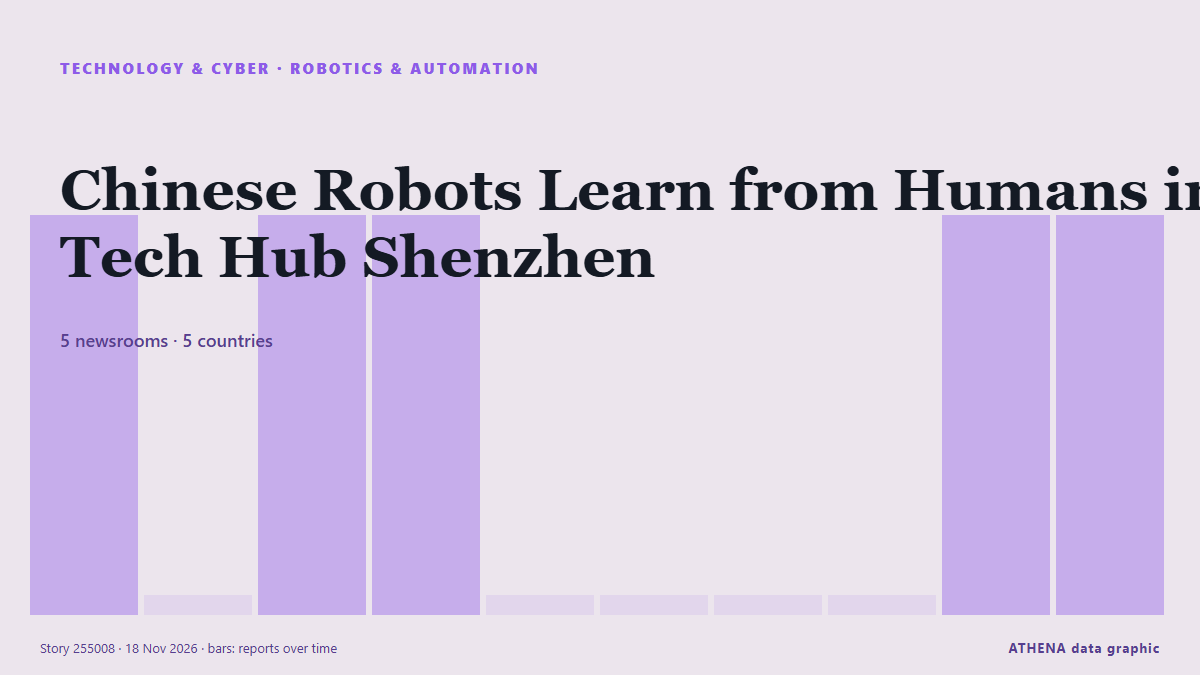 TECHNOLOGY & CYBER · ROBOTICS & AUTOMATION
Chinese Robots Learn from Humans in
Tech Hub Shenzhen
5 newsrooms · 5 countries
Story 255008 · 18 Nov 2026 · bars: reports over time
ATHENA data graphic